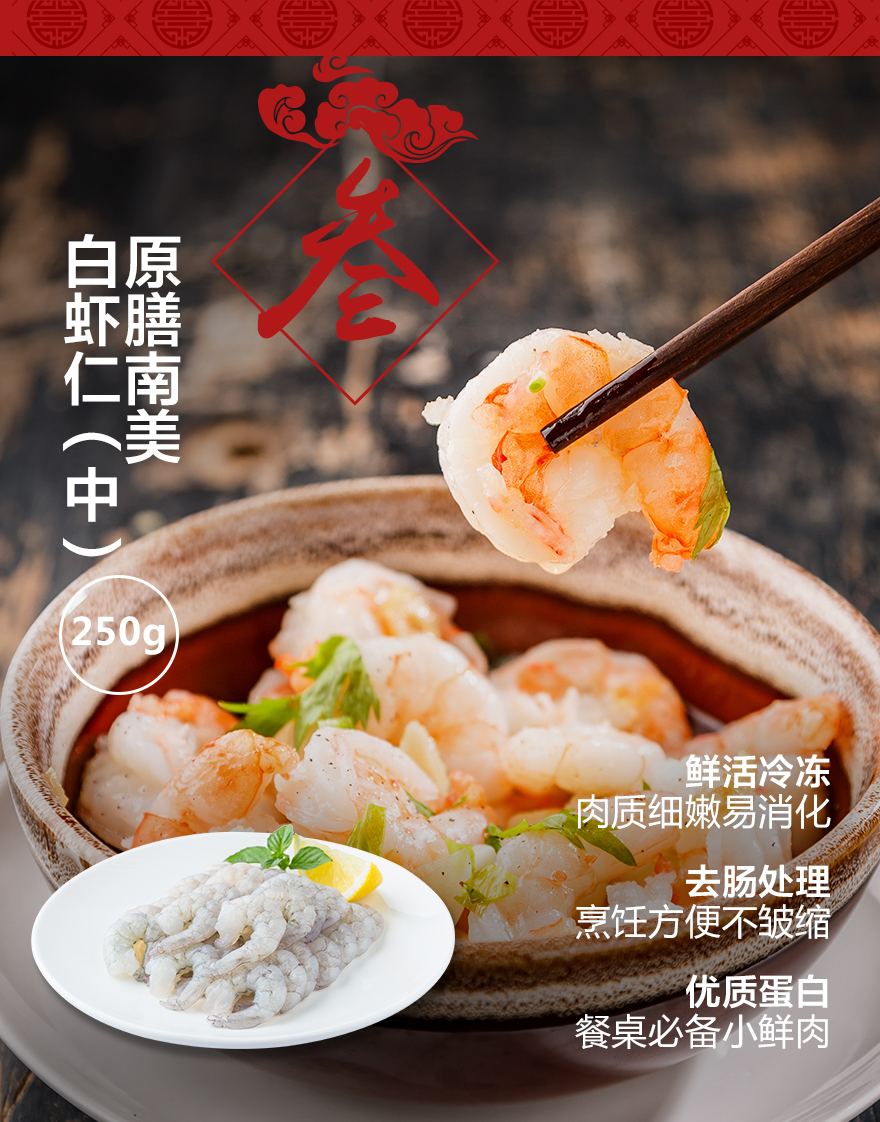 叁
原膳南美
白虾仁（中）
250g
鲜活冷冻
肉质细嫩易消化
去肠处理
烹饪方便不皱缩
优质蛋白
餐桌必备小鲜肉